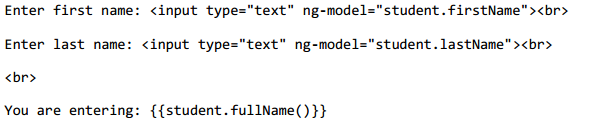 Enter first name: <input type="text" ng-model="student.firstName"><br>
Enter last name: <input type="text" ng-model="student.lastName"><br>
<br>
You are entering: {{student.fullName()}}